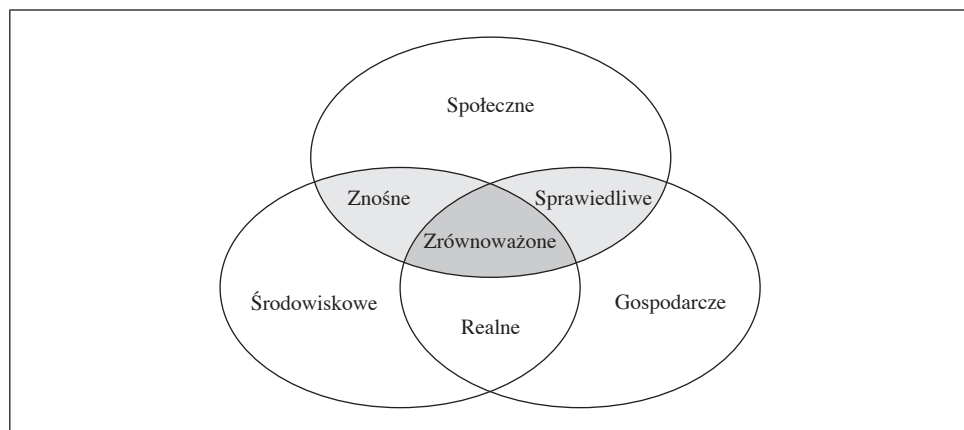 Społeczne
Znośne
Sprawiedliwe
Zrównoważone
Środowiskowe
Gospodarcze
Realne